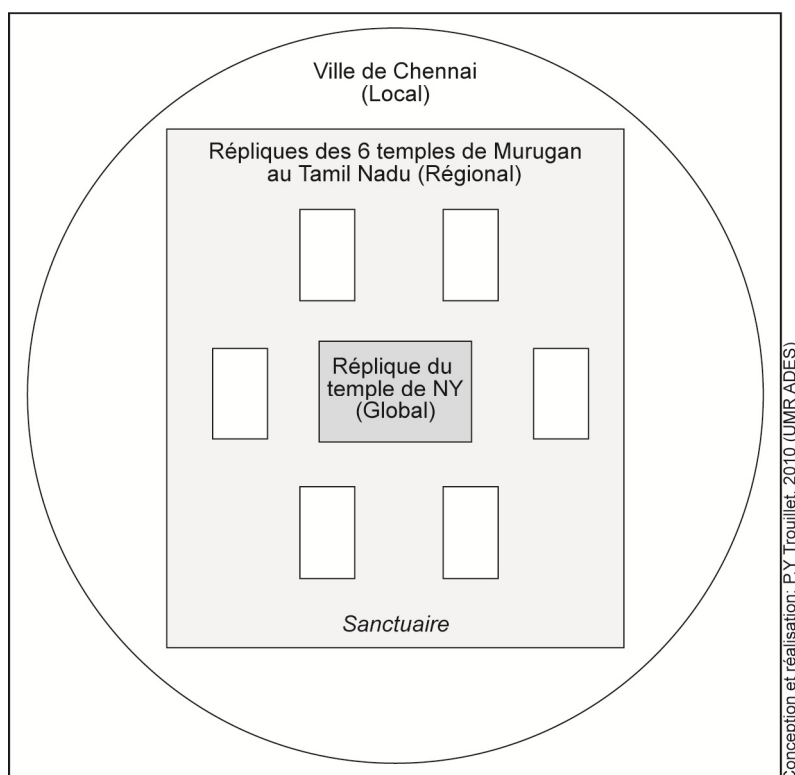 Ville de Chennai
(Local)
Répliques des 6 temples de Murugan
au Tamil Nadu (Régional)
Réplique du
temple de NY
(Global)
Sanctuaire
Conception et réalisation: P.Y Trouillet, 2010 (UMR ADES)